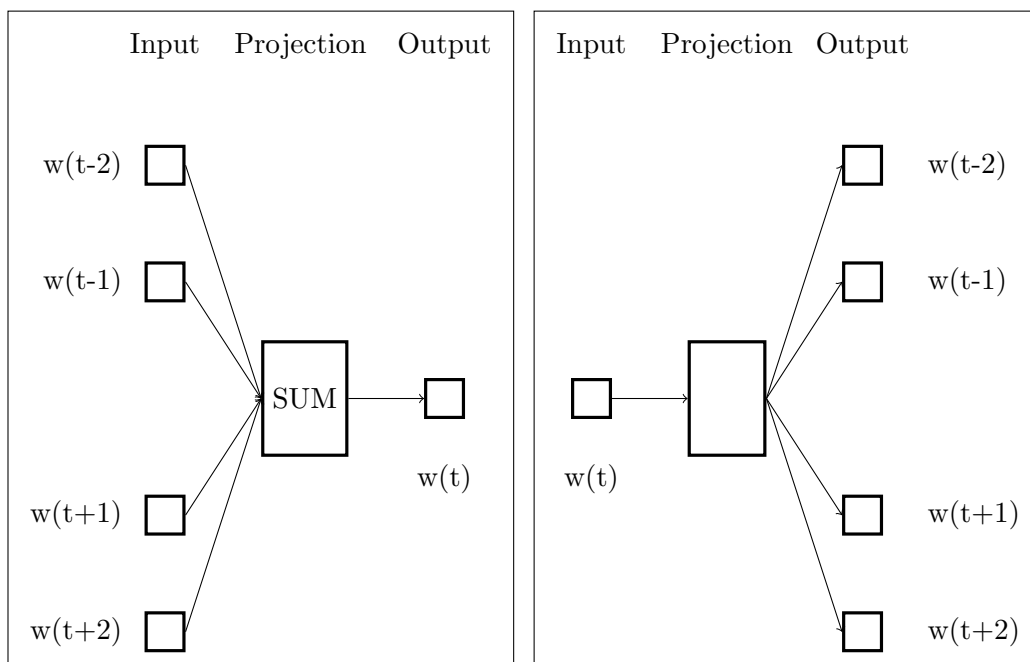 Input Projection Output
w(t-2)
w(t-1)
SUM
w(t)
w(t+1)
w(t+2)
Input Projection Output
w(t-2)
w(t-1)
w(t)
w(t+1)
w(t+2)